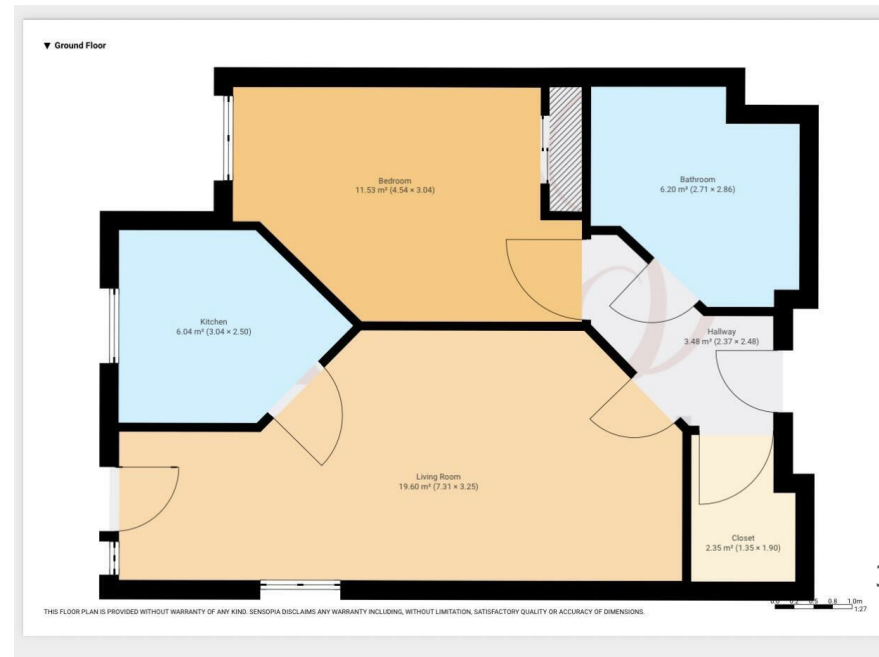 ▼ Ground Floor
Bedroom
11.53 m² (4.54 × 3.04)
Bathroom
6.20 m² (2.71 × 2.86)
Kitchen
6.04 m² (3.04 × 2.50)
Hallway
3.48 m² (2.37 × 2.48)
Living Room
19.60 m² (7.31 × 3.25)
Closet
2.35 m² (1.35 × 1.90)
0.8 1.0m
1:27
THIS FLOOR PLAN IS PROVIDED WITHOUT WARRANTY OF ANY KIND. SENSOPIA DISCLAIMS ANY WARRANTY INCLUDING, WITHOUT LIMITATION, SATISFACTORY QUALITY OR ACCURACY OF DIMENSIONS.